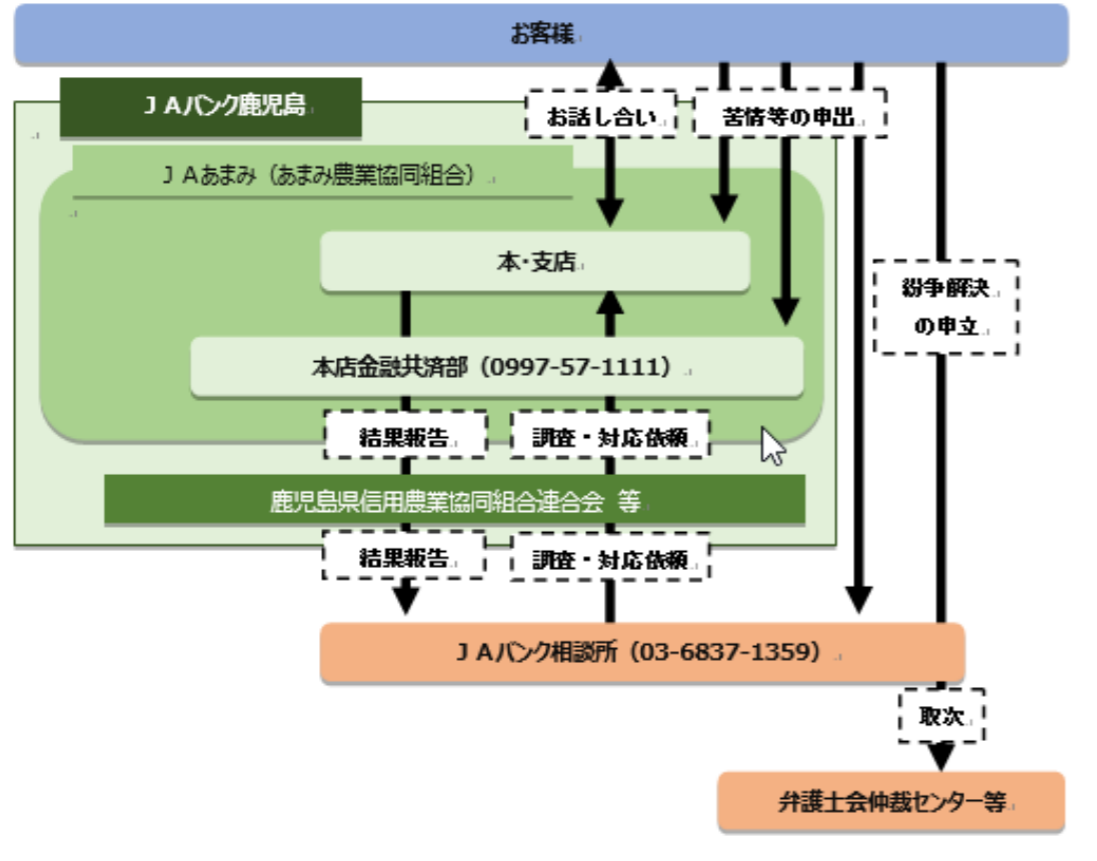 お客様
ＪＡバンク鹿児島
お話し合い
苦情等の申出
ＪＡあまみ（あまみ農業協同組合）
本・支店
紛争解決
の申立
本店金融共済部（0997-57-1111）
結果報告
調査・対応依頼
鹿児島県信用農業協同組合連合会 等
結果報告
調査・対応依頼
ＪＡバンク相談所（03-6837-1359）
取次
弁護士会仲裁センター等